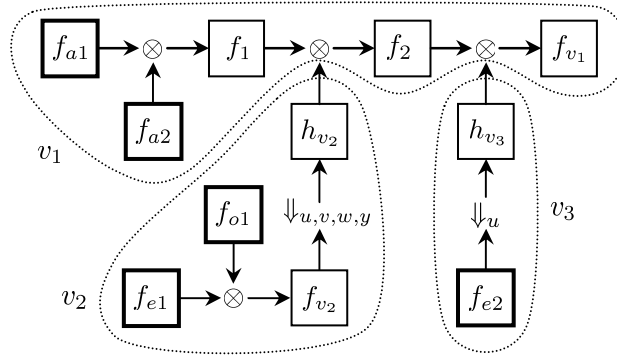 f_{a1} ⊗ f_1 ⊗ f_2 ⊗ f_{v_1}
f_{a2} h_{v_2} h_{v_3}
v_1
f_{o1} ⇓_{u,v,w,y} ⇓_u v_3
v_2 f_{e1} ⊗ f_{v_2} f_{e2}